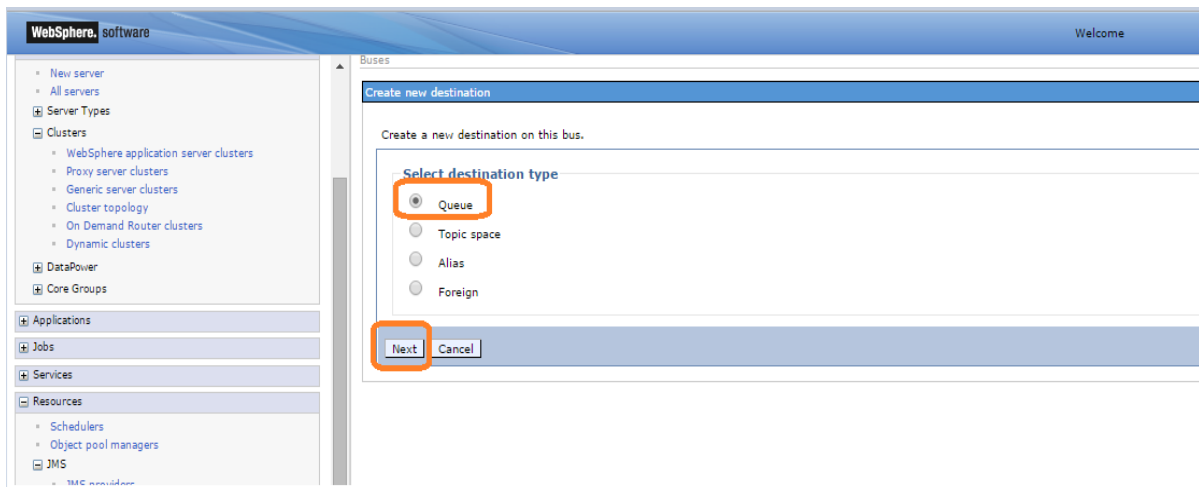 WebSphere. software
Welcome
New server
All servers
Server Types
Clusters
WebSphere application server clusters
Proxy server clusters
Generic server clusters
Cluster topology
On Demand Router clusters
Dynamic clusters
DataPower
Core Groups
Applications
Jobs
Services
Resources
Schedulers
Object pool managers
JMS
JMS providers
Buses
Create new destination
Create a new destination on this bus.
Select destination type
Queue
Topic space
Alias
Foreign
Next Cancel